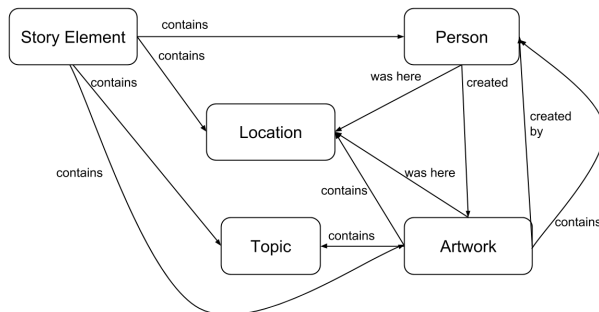 contains
Story Element
Person
contains
contains
was here
created
created
by
Location
was here
contains
contains
contains
contains
Topic
Artwork